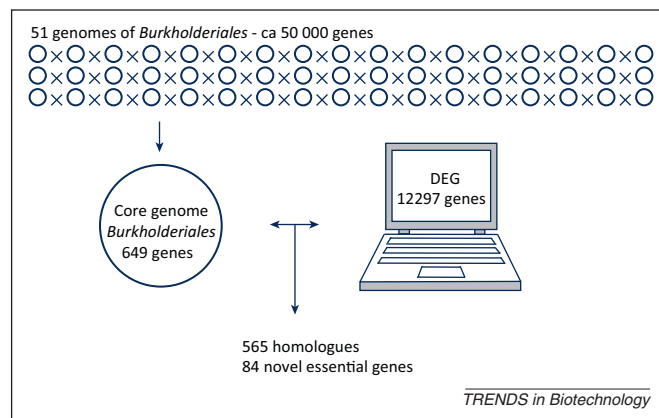 51 genomes of Burkholderiales - ca 50 000 genes
Core genome
Burkholderiales
649 genes
DEG
12297 genes
565 homologues
84 novel essential genes
TRENDS in Biotechnology